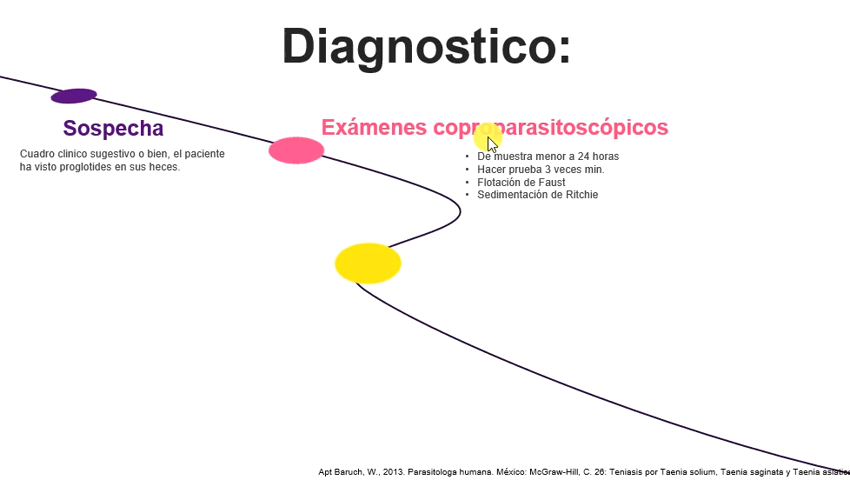 Diagnostico:
Sospecha
Cuadro clinico sugestivo o bien, el paciente
ha visto proglotides en sus heces.
Exámenes coproparasitoscópicos
• De muestra menor a 24 horas
• Hacer prueba 3 veces min.
• Flotación de Faust
• Sedimentación de Ritchie
Apt Baruch, W., 2013. Parasitologa humana. México: McGraw-Hill, C. 26: Teniasis por Taenia solium, Taenia saginata y Taenia asiatica